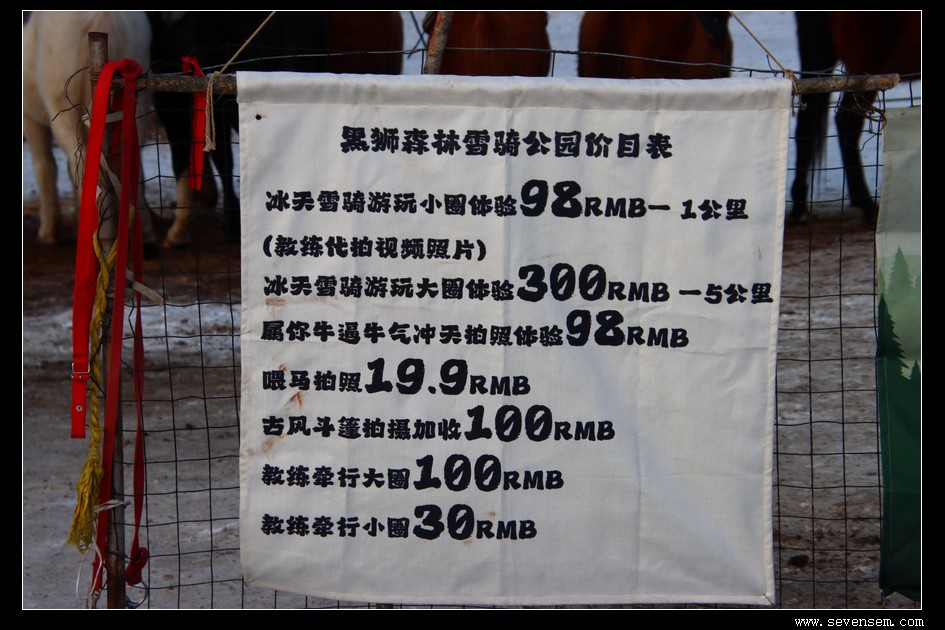 黑狮森林雪骑公园价目表
冰天雪骑游玩小圈体验98RMB一 1公里
(教练代拍视频照片)
冰天雪骑游玩大圈体验300RMB 一5公里
属你牛逼牛气冲天拍照体验98RMB
喂马拍照19.9RMB
古风斗篷拍摄加收100RMB
教练牵行大圈100RMB
教练牵行小圈30RMB
www.sevensem.com